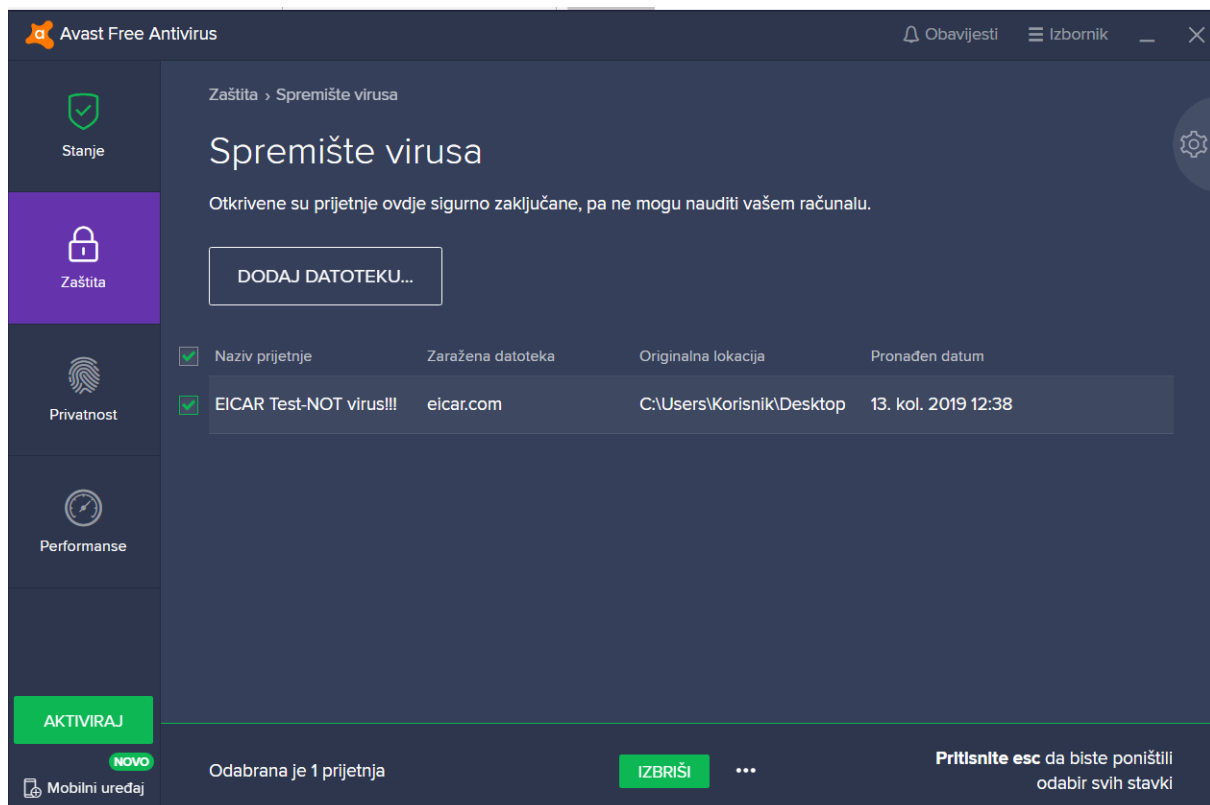 Avast Free Antivirus
Obavijesti
Izbornik
Stanje
Zaštita
Privatnost
Performanse
AKTIVIRAJ
NOVO
Mobilni uređaj
Zaštita › Spremište virusa
Spremište virusa
Otkrivene su prijetnje ovdje sigurno zaključane, pa ne mogu nauditi vašem računalu.
DODAJ DATOTEKU...
Naziv prijetnje Zaražena datoteka Originalna lokacija Pronađen datum
EICAR Test-NOT virus!!! eicar.com C:\Users\Korisnik\Desktop 13. kol. 2019 12:38
Odabrana je 1 prijetnja
IZBRIŠI
Pritisnite esc da biste poništili
odabir svih stavki